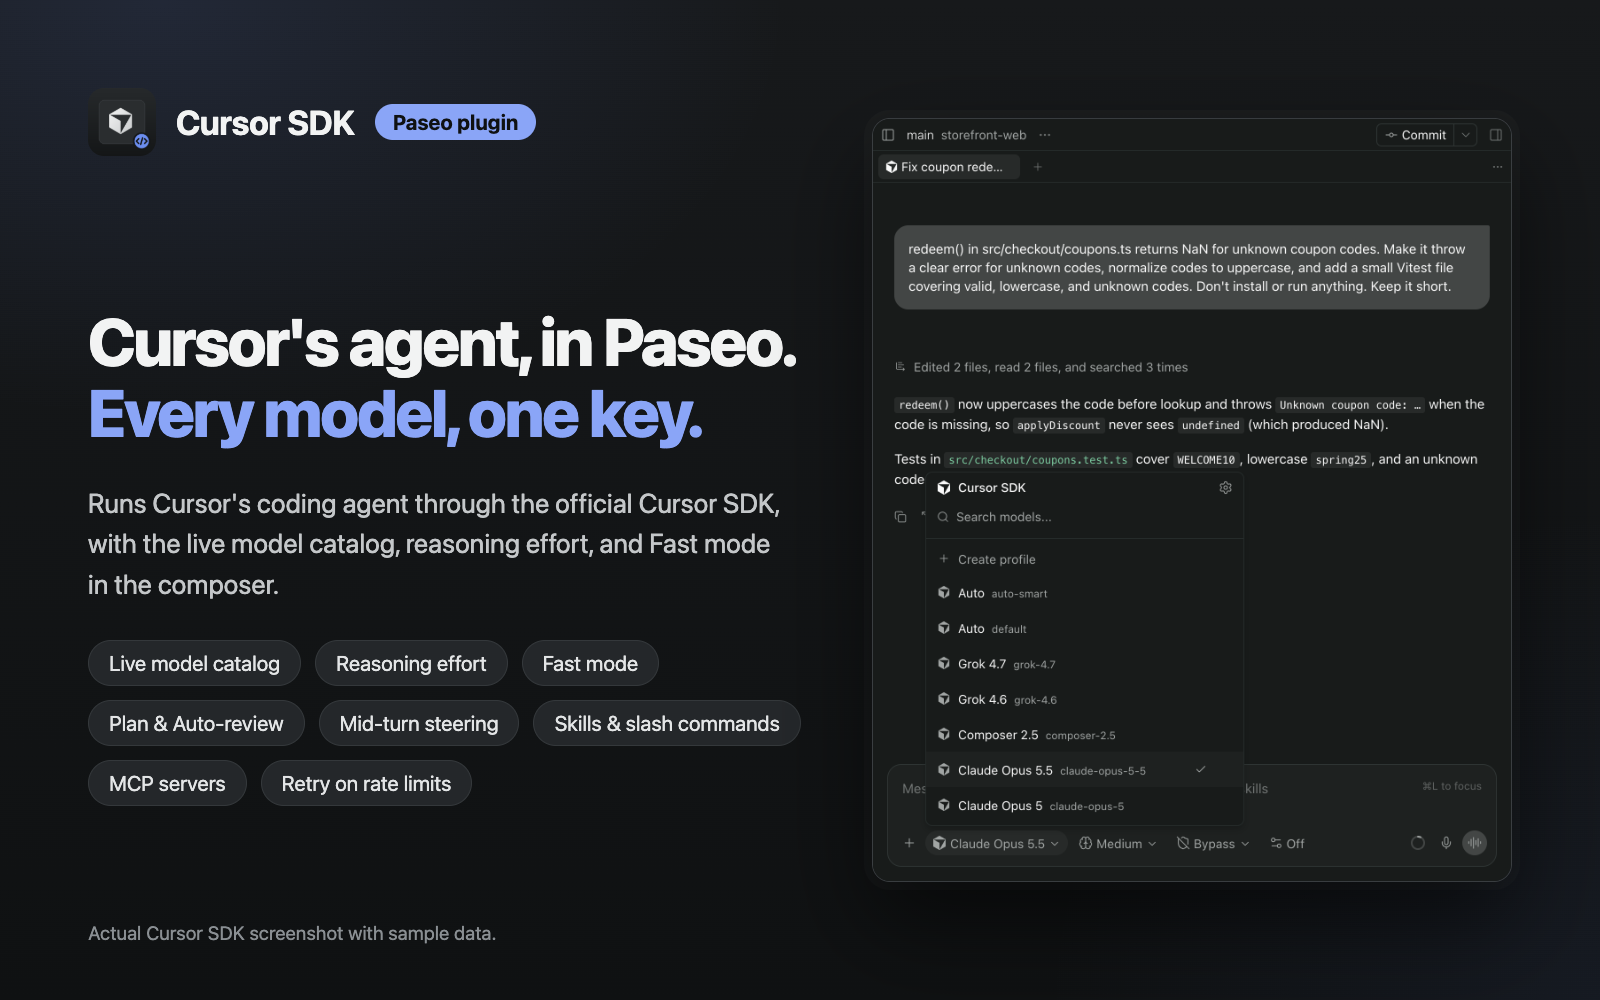 Cursor SDK
Paseo plugin
Cursor's agent, in Paseo.
Every model, one key.
Runs Cursor's coding agent through the official Cursor SDK,
with the live model catalog, reasoning effort, and Fast mode
in the composer.
Live model catalog
Reasoning effort
Fast mode
Plan & Auto-review
Mid-turn steering
Skills & slash commands
MCP servers
Retry on rate limits
Actual Cursor SDK screenshot with sample data.
main storefront-web ···
Commit
Fix coupon rede...
redeem() in src/checkout/coupons.ts returns NaN for unknown coupon codes. Make it throw
a clear error for unknown codes, normalize codes to uppercase, and add a small Vitest file
covering valid, lowercase, and unknown codes. Don't install or run anything. Keep it short.
Edited 2 files, read 2 files, and searched 3 times
redeem() now uppercases the code before lookup and throws Unknown coupon code: … when the
code is missing, so applyDiscount never sees undefined (which produced NaN).
Tests in src/checkout/coupons.test.ts cover WELCOME10, lowercase spring25, and an unknown
code
Cursor SDK
Search models...
Create profile
Auto auto-smart
Auto default
Grok 4.7 grok-4.7
Grok 4.6 grok-4.6
Composer 2.5 composer-2.5
Claude Opus 5.5 claude-opus-5-5
Claude Opus 5 claude-opus-5
⌘L to focus
Claude Opus 5.5
Medium
Bypass
Off